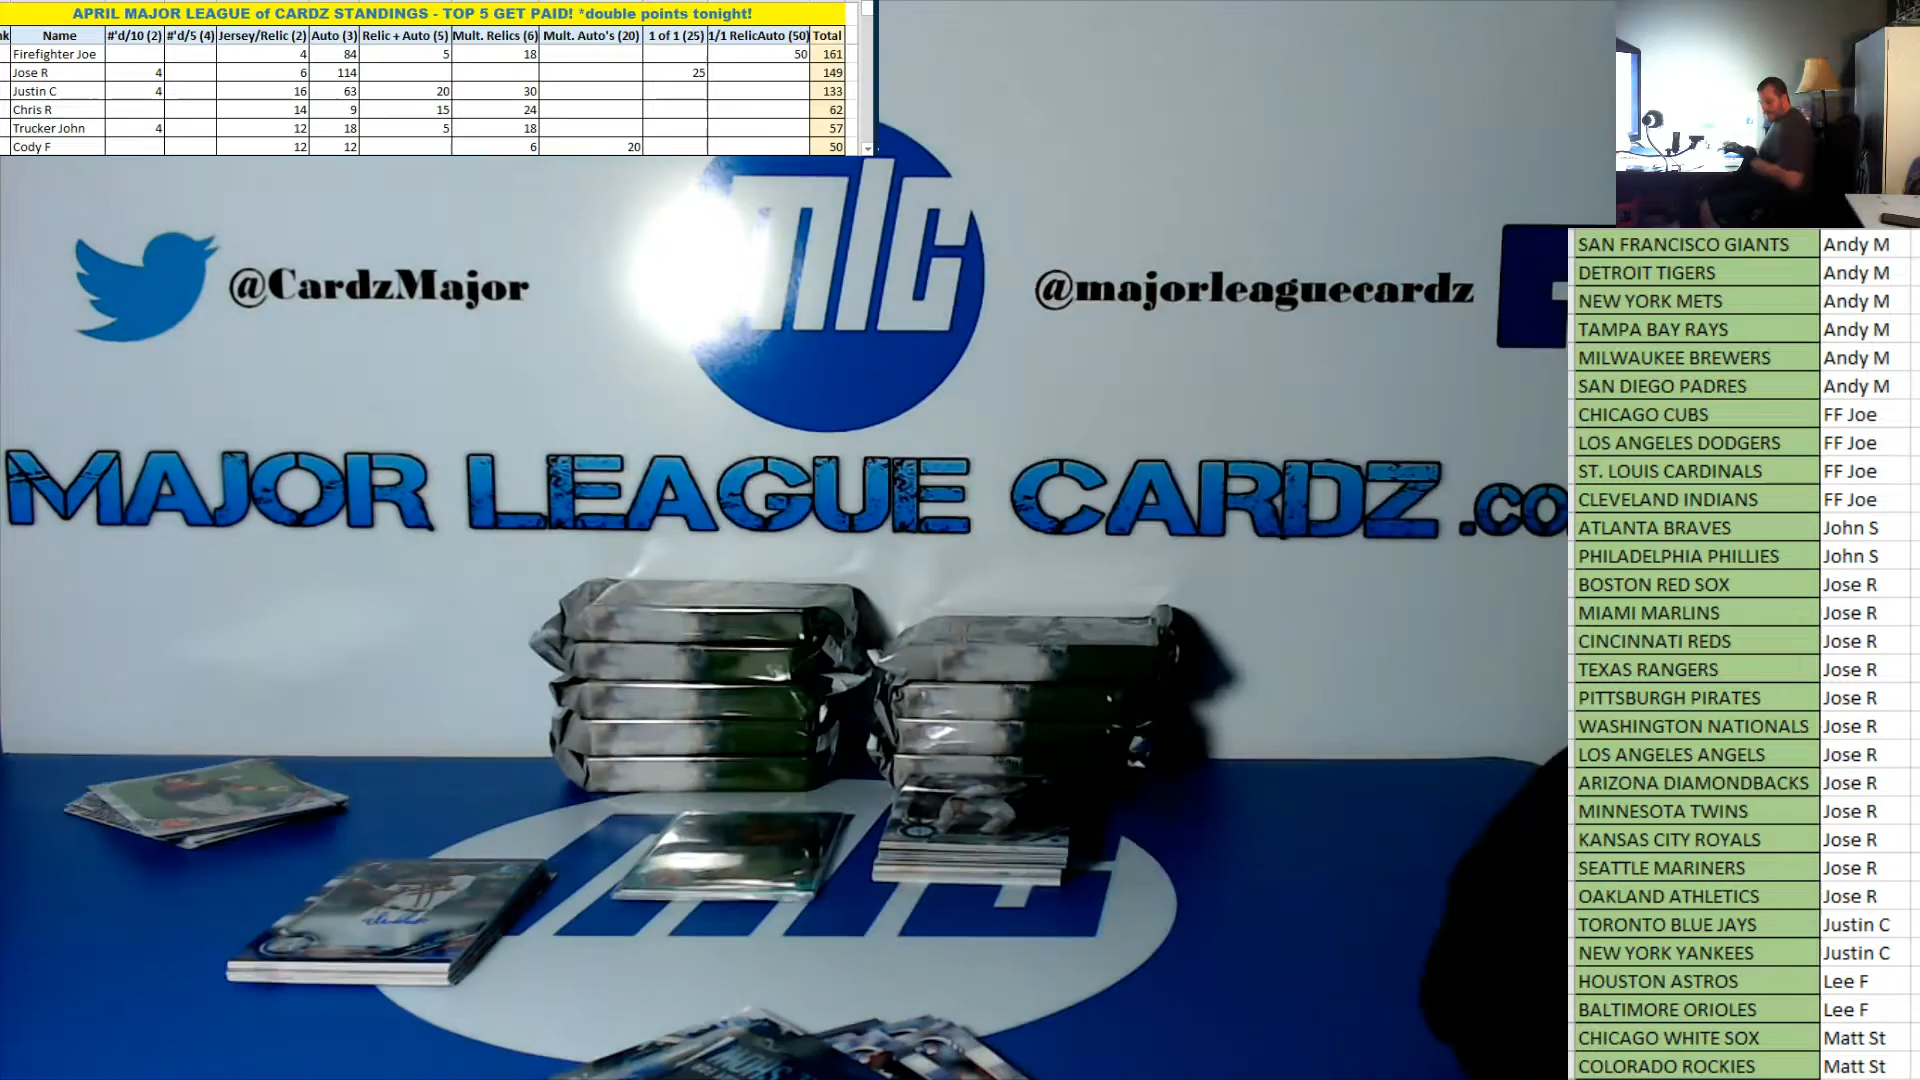 APRIL MAJOR LEAGUE of CARDZ STANDINGS - TOP 5 GET PAID! *double points tonight!
Name #'d/10 (2) #'d/5 (4) Jersey/Relic (2) Auto (3) Relic + Auto (5) Mult. Relics (6) Mult. Auto's (20) 1 of 1 (25) 1/1 RelicAuto (50) Total
Firefighter Joe 4 84 5 18 50 161
Jose R 4 6 114 25 149
Justin C 4 16 63 20 30 133
Chris R 14 9 15 24 62
Trucker John 4 12 18 5 18 57
Cody F 12 12 6 20 50
mlc
@CardzMajor
@majorleaguecardz
MAJOR LEAGUE CARDZ .co
SAN FRANCISCO GIANTS Andy M
DETROIT TIGERS Andy M
NEW YORK METS Andy M
TAMPA BAY RAYS Andy M
MILWAUKEE BREWERS Andy M
SAN DIEGO PADRES Andy M
CHICAGO CUBS FF Joe
LOS ANGELES DODGERS FF Joe
ST. LOUIS CARDINALS FF Joe
CLEVELAND INDIANS FF Joe
ATLANTA BRAVES John S
PHILADELPHIA PHILLIES John S
BOSTON RED SOX Jose R
MIAMI MARLINS Jose R
CINCINNATI REDS Jose R
TEXAS RANGERS Jose R
PITTSBURGH PIRATES Jose R
WASHINGTON NATIONALS Jose R
LOS ANGELES ANGELS Jose R
ARIZONA DIAMONDBACKS Jose R
MINNESOTA TWINS Jose R
KANSAS CITY ROYALS Jose R
SEATTLE MARINERS Jose R
OAKLAND ATHLETICS Jose R
TORONTO BLUE JAYS Justin C
NEW YORK YANKEES Justin C
HOUSTON ASTROS Lee F
BALTIMORE ORIOLES Lee F
CHICAGO WHITE SOX Matt St
COLORADO ROCKIES Matt St